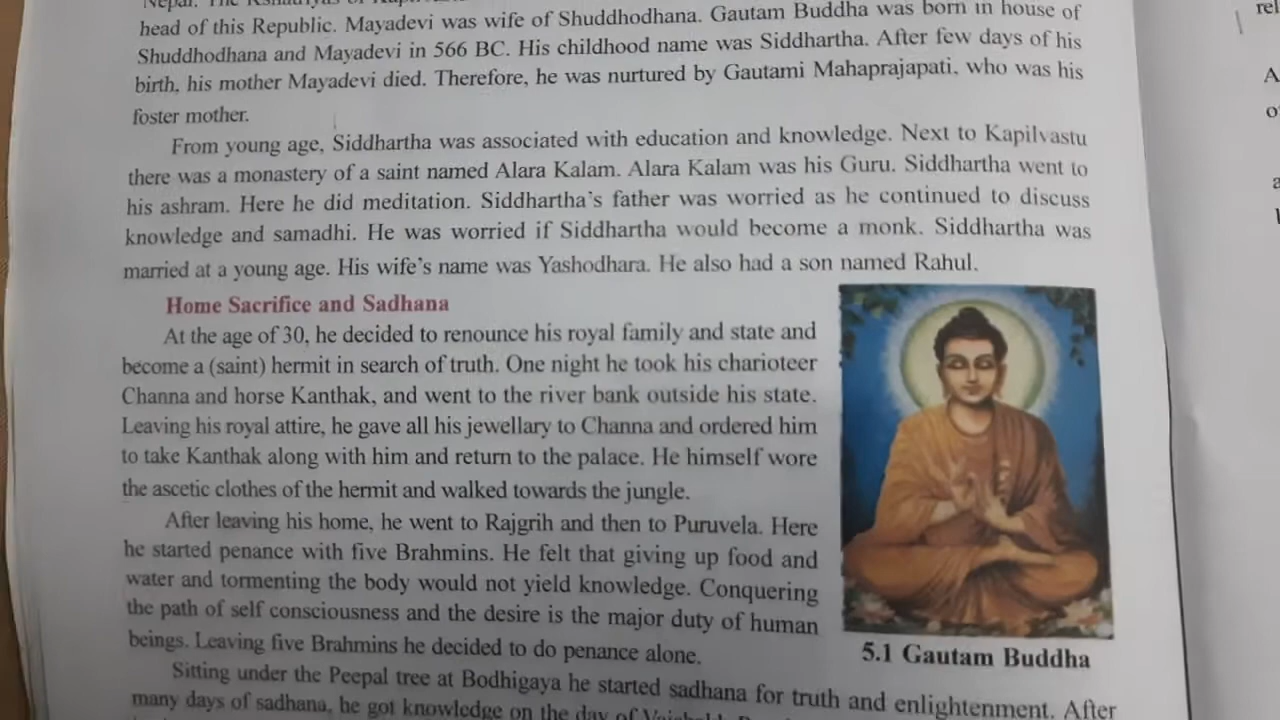 head of this Republic. Mayadevi was wife of Shuddhodhana. Gautam Buddha was born in house of
Shuddhodhana and Mayadevi in 566 BC. His childhood name was Siddhartha. After few days of his
birth, his mother Mayadevi died. Therefore, he was nurtured by Gautami Mahaprajapati, who was his
foster mother.
From young age, Siddhartha was associated with education and knowledge. Next to Kapilvastu
there was a monastery of a saint named Alara Kalam. Alara Kalam was his Guru. Siddhartha went to
his ashram. Here he did meditation. Siddhartha's father was worried as he continued to discuss
knowledge and samadhi. He was worried if Siddhartha would become a monk. Siddhartha was
married at a young age. His wife's name was Yashodhara. He also had a son named Rahul.
Home Sacrifice and Sadhana
At the age of 30, he decided to renounce his royal family and state and
become a (saint) hermit in search of truth. One night he took his charioteer
Channa and horse Kanthak, and went to the river bank outside his state.
Leaving his royal attire, he gave all his jewellary to Channa and ordered him
to take Kanthak along with him and return to the palace. He himself wore
the ascetic clothes of the hermit and walked towards the jungle.
After leaving his home, he went to Rajgrih and then to Puruvela. Here
he started penance with five Brahmins. He felt that giving up food and
water and tormenting the body would not yield knowledge. Conquering
the path of self consciousness and the desire is the major duty of human
beings. Leaving five Brahmins he decided to do penance alone.
5.1 Gautam Buddha
Sitting under the Peepal tree at Bodhigaya he started sadhana for truth and enlightenment. After
many days of sadhana, he got knowledge on the day of